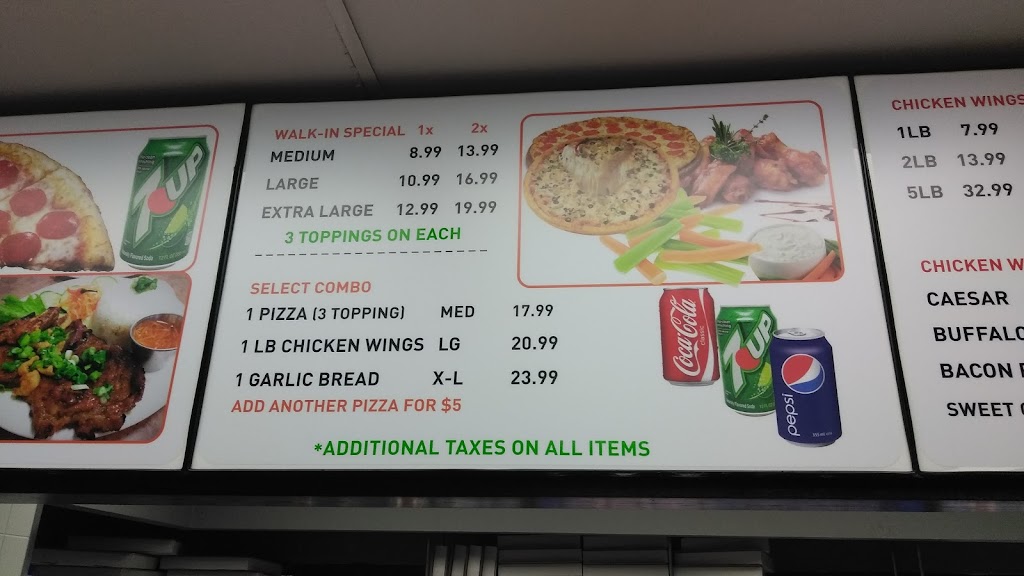 WALK-IN SPECIAL 1x 2x
MEDIUM 8.99 13.99
LARGE 10.99 16.99
EXTRA LARGE 12.99 19.99
3 TOPPINGS ON EACH
SELECT COMBO
1 PIZZA (3 TOPPING) MED 17.99
1 LB CHICKEN WINGS LG 20.99
1 GARLIC BREAD X-L 23.99
ADD ANOTHER PIZZA FOR $5
*ADDITIONAL TAXES ON ALL ITEMS
7UP
Coca-Cola
CLASSIC
7UP
pepsi
CHICKEN WINGS
1LB 7.99
2LB 13.99
5LB 32.99
CHICKEN W
CAESAR
BUFFALO
BACON
SWEET